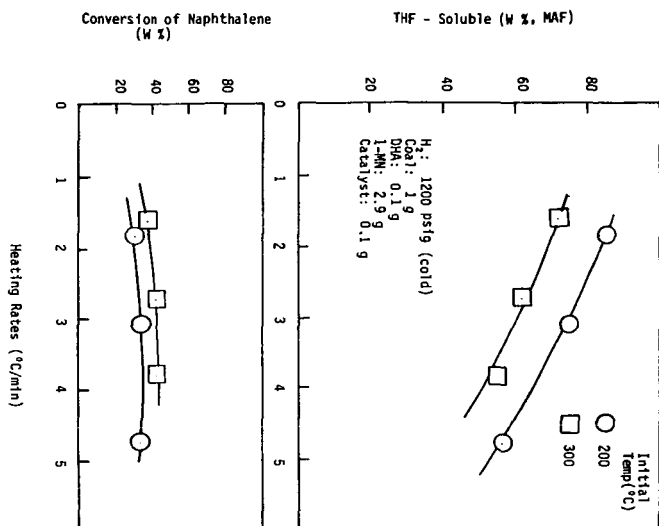 Conversion of Naphthalene
(W %)
THF - Soluble (W %, MAF)
20
40
60
80
20
40
60
80
0
1
2
3
4
5
0
1
2
3
4
5
H2: 1200 psig (cold)
Coal: 1 g
DHA: 0.1 g
1-MN: 2.9 g
Catalyst: 0.1 g
Initial
Temp(°C)
200
300
Heating Rates (°C/min)